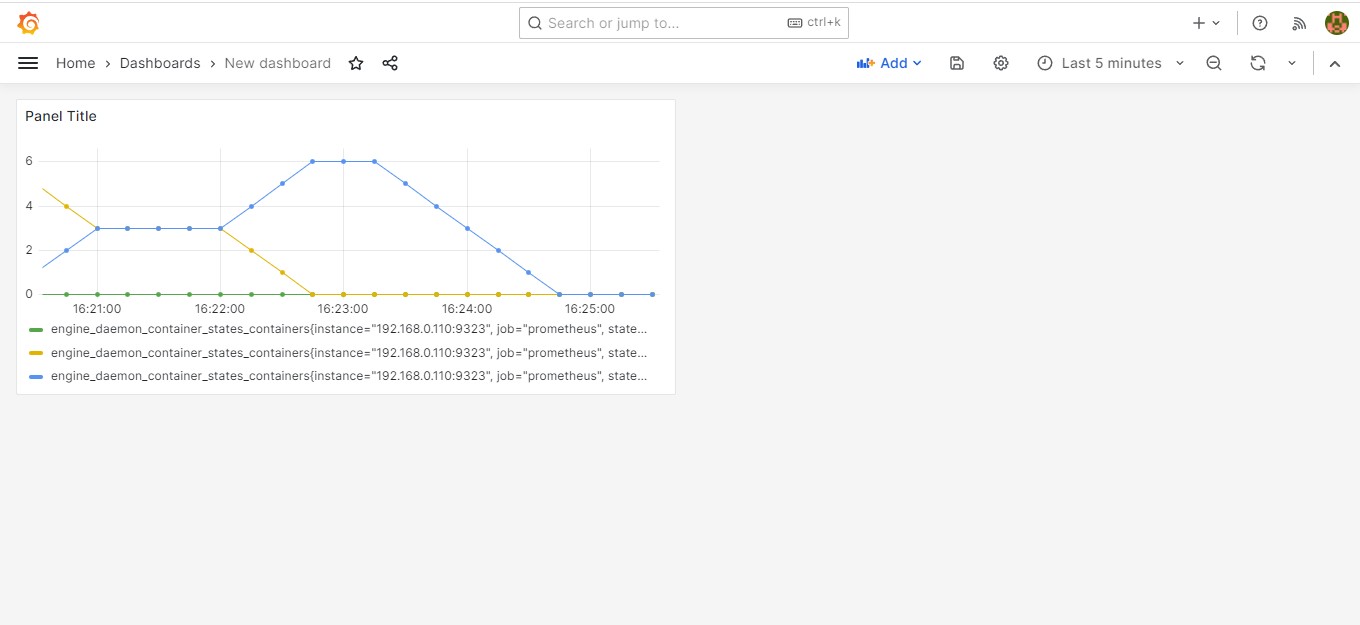 Search or jump to... ctrl+k
Home › Dashboards › New dashboard Add Last 5 minutes
Panel Title
6
4
2
0
16:21:00 16:22:00 16:23:00 16:24:00 16:25:00
engine_daemon_container_states_containers{instance="192.168.0.110:9323", job="prometheus", state...
engine_daemon_container_states_containers{instance="192.168.0.110:9323", job="prometheus", state...
engine_daemon_container_states_containers{instance="192.168.0.110:9323", job="prometheus", state...